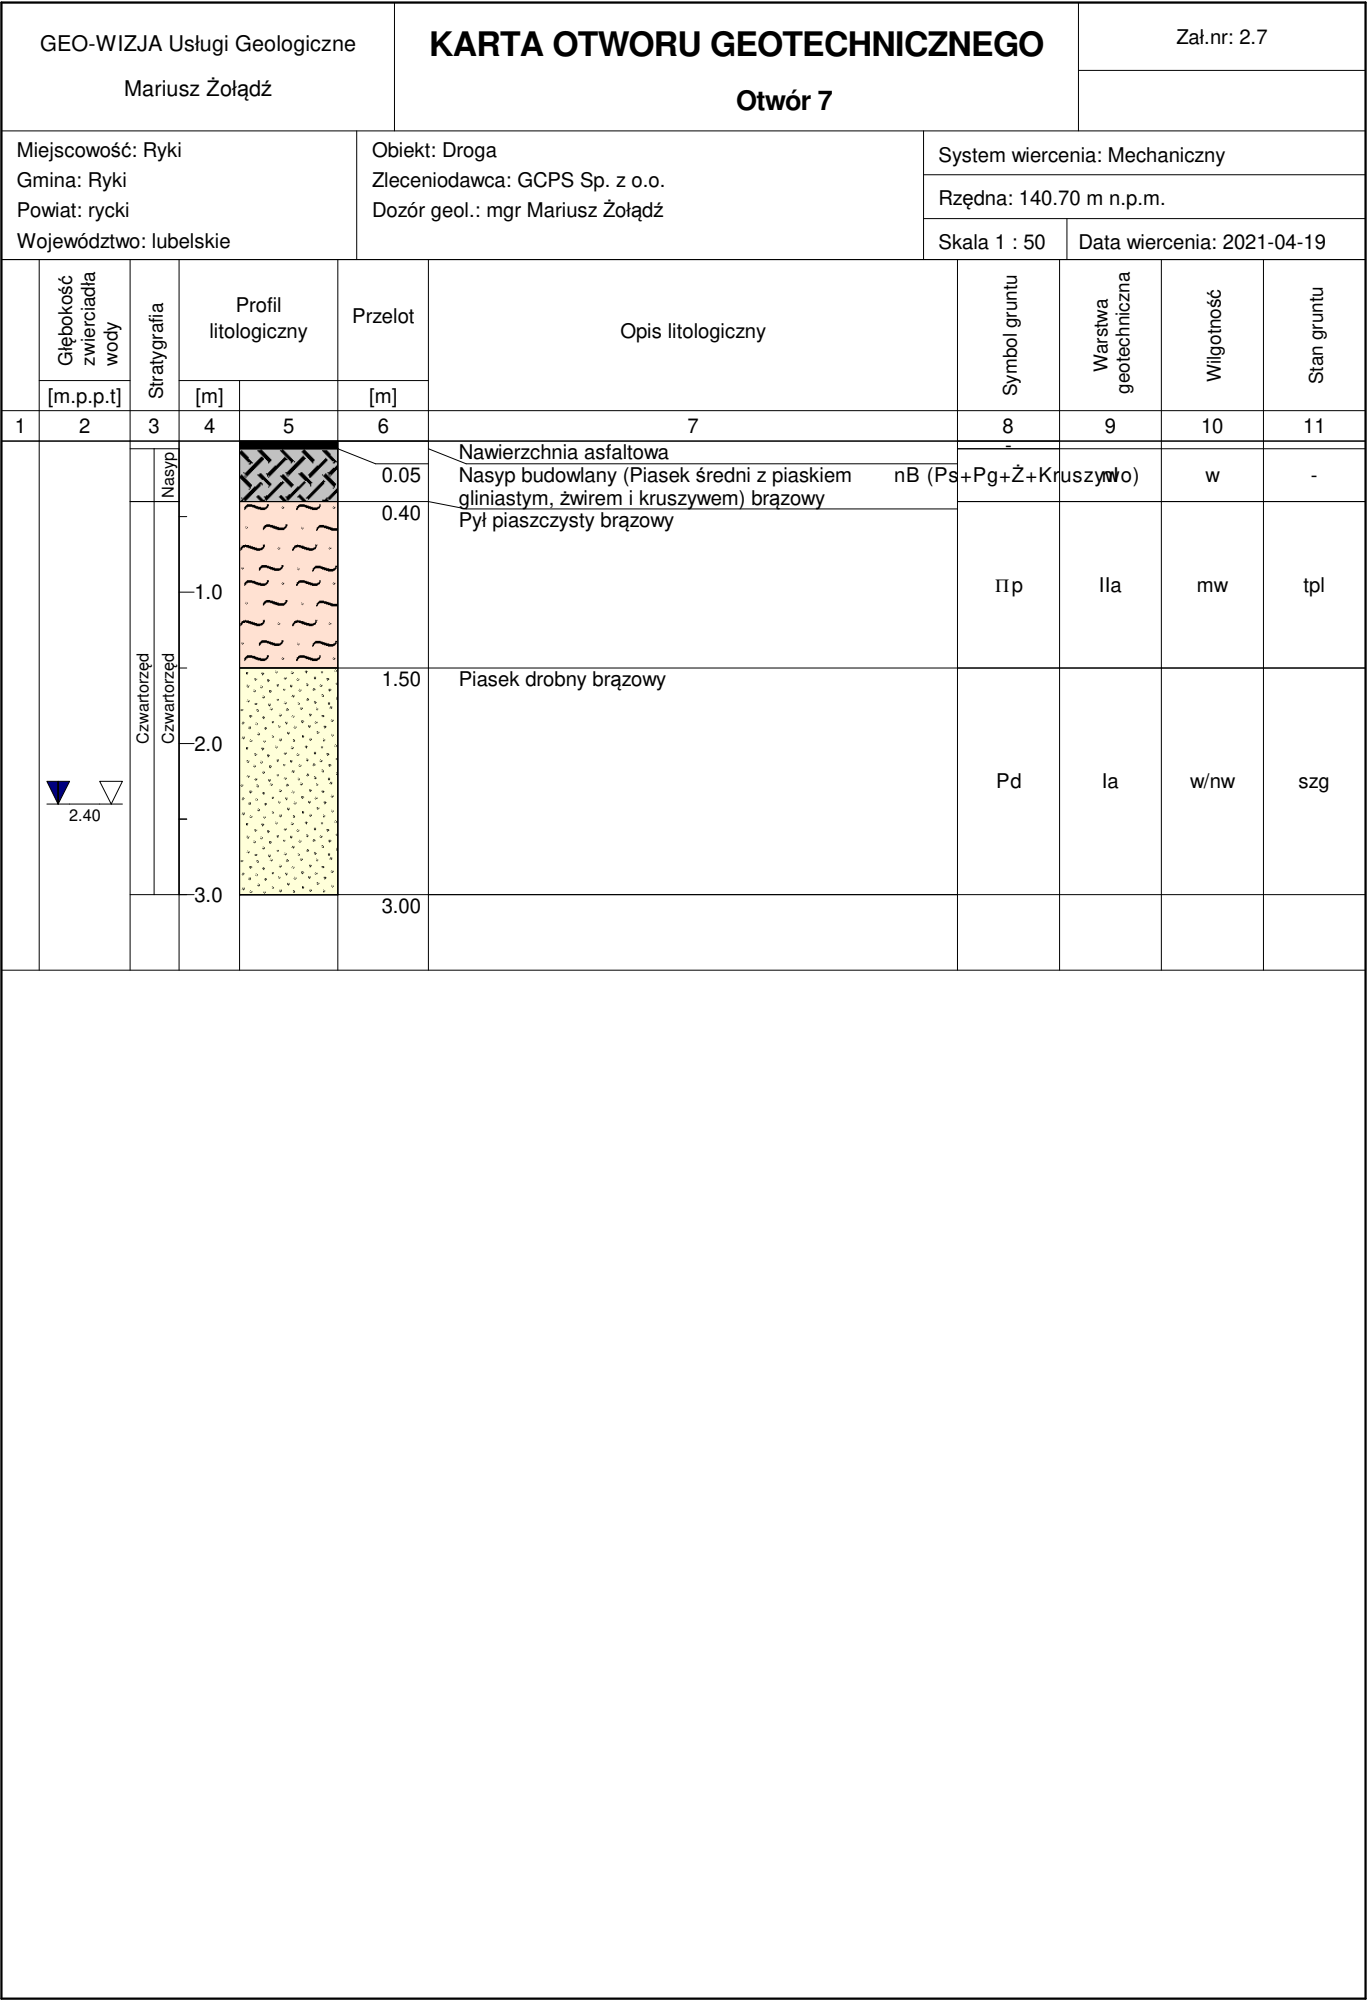 GEO-WIZJA Usługi Geologiczne
Mariusz Żołądź
KARTA OTWORU GEOTECHNICZNEGO
Otwór 7
Zał.nr: 2.7
Miejscowość: Ryki
Gmina: Ryki
Powiat: rycki
Województwo: lubelskie
Obiekt: Droga
Zleceniodawca: GCPS Sp. z o.o.
Dozór geol.: mgr Mariusz Żołądź
System wiercenia: Mechaniczny
Rzędna: 140.70 m n.p.m.
Skala 1 : 50
Data wiercenia: 2021-04-19
Głębokość
zwierciadła
wody
[m.p.p.t]
Stratygrafia
Profil
litologiczny
[m]
Przelot
[m]
Opis litologiczny
Symbol gruntu
Warstwa
geotechniczna
Wilgotność
Stan gruntu
1 2 3 4 5 6 7 8 9 10 11
Nawierzchnia asfaltowa
-
Nasyp
0.05
Nasyp budowlany (Piasek średni z piaskiem
gliniastym, żwirem i kruszywem) brązowy
nB (Ps+Pg+Ż+Kruszywo)
w
-
0.40
Pył piaszczysty brązowy
1.0
Πp
IIa
mw
tpl
Czwartorzęd
Czwartorzęd
1.50
Piasek drobny brązowy
2.0
Pd
Ia
w/nw
szg
2.40
3.0
3.00